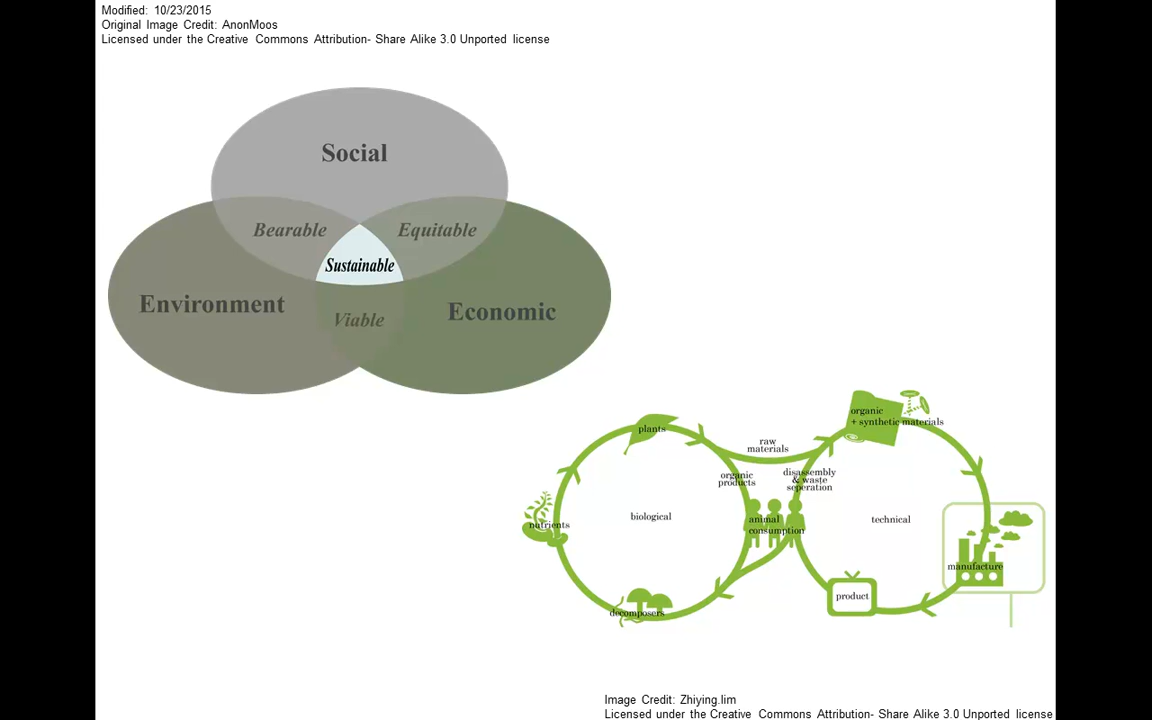 Modified: 10/23/2015
Original Image Credit: AnonMoos
Licensed under the Creative Commons Attribution- Share Alike 3.0 Unported license
Social
Bearable
Equitable
Sustainable
Environment
Economic
Viable
organic
+ synthetic materials
plants
raw
materials
organic
products
disassembly
& waste
seperation
biological
technical
nutrients
animal
consumption
manufacture
product
decomposers
Image Credit: Zhiying.lim
Licensed under the Creative Commons Attribution- Share Alike 3.0 Unported license